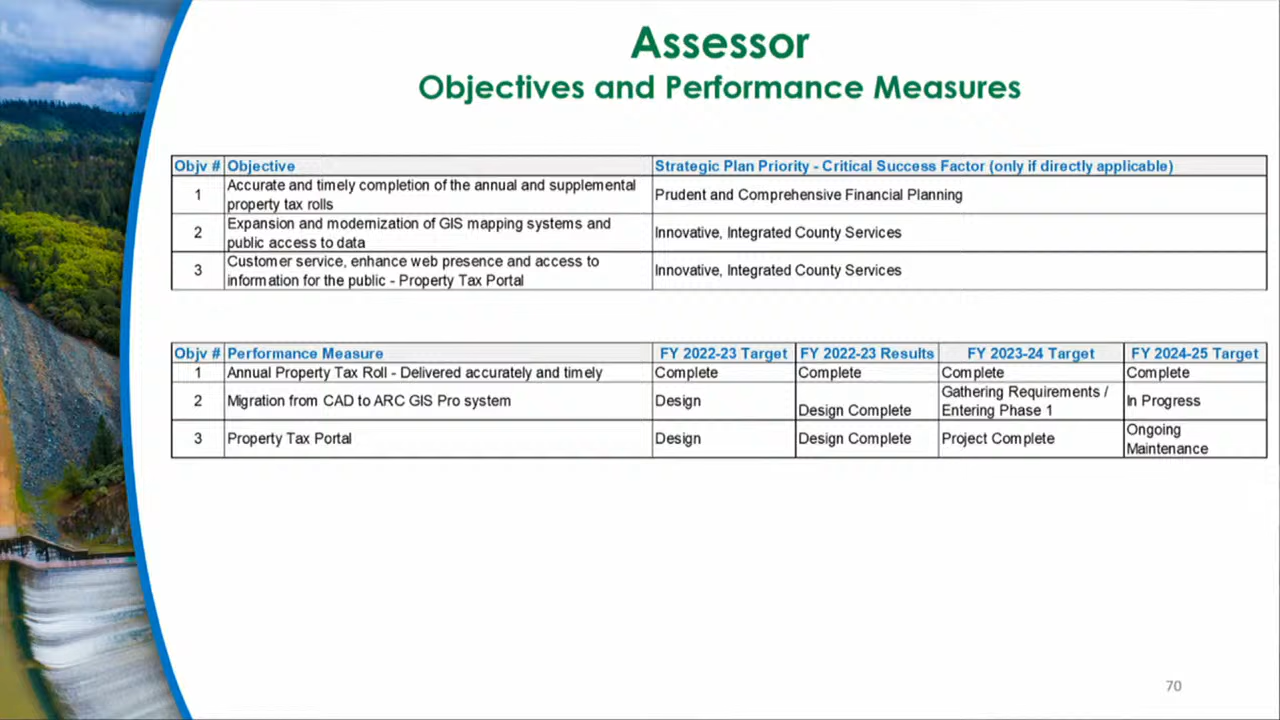 Assessor
Objectives and Performance Measures
Objv # Objective Strategic Plan Priority - Critical Success Factor (only if directly applicable)
1 Accurate and timely completion of the annual and supplemental property tax rolls Prudent and Comprehensive Financial Planning
2 Expansion and modernization of GIS mapping systems and public access to data Innovative, Integrated County Services
3 Customer service, enhance web presence and access to information for the public - Property Tax Portal Innovative, Integrated County Services
Objv # Performance Measure FY 2022-23 Target FY 2022-23 Results FY 2023-24 Target FY 2024-25 Target
1 Annual Property Tax Roll - Delivered accurately and timely Complete Complete Complete Complete
2 Migration from CAD to ARC GIS Pro system Design Design Complete Gathering Requirements / Entering Phase 1 In Progress
3 Property Tax Portal Design Design Complete Project Complete Ongoing Maintenance
70